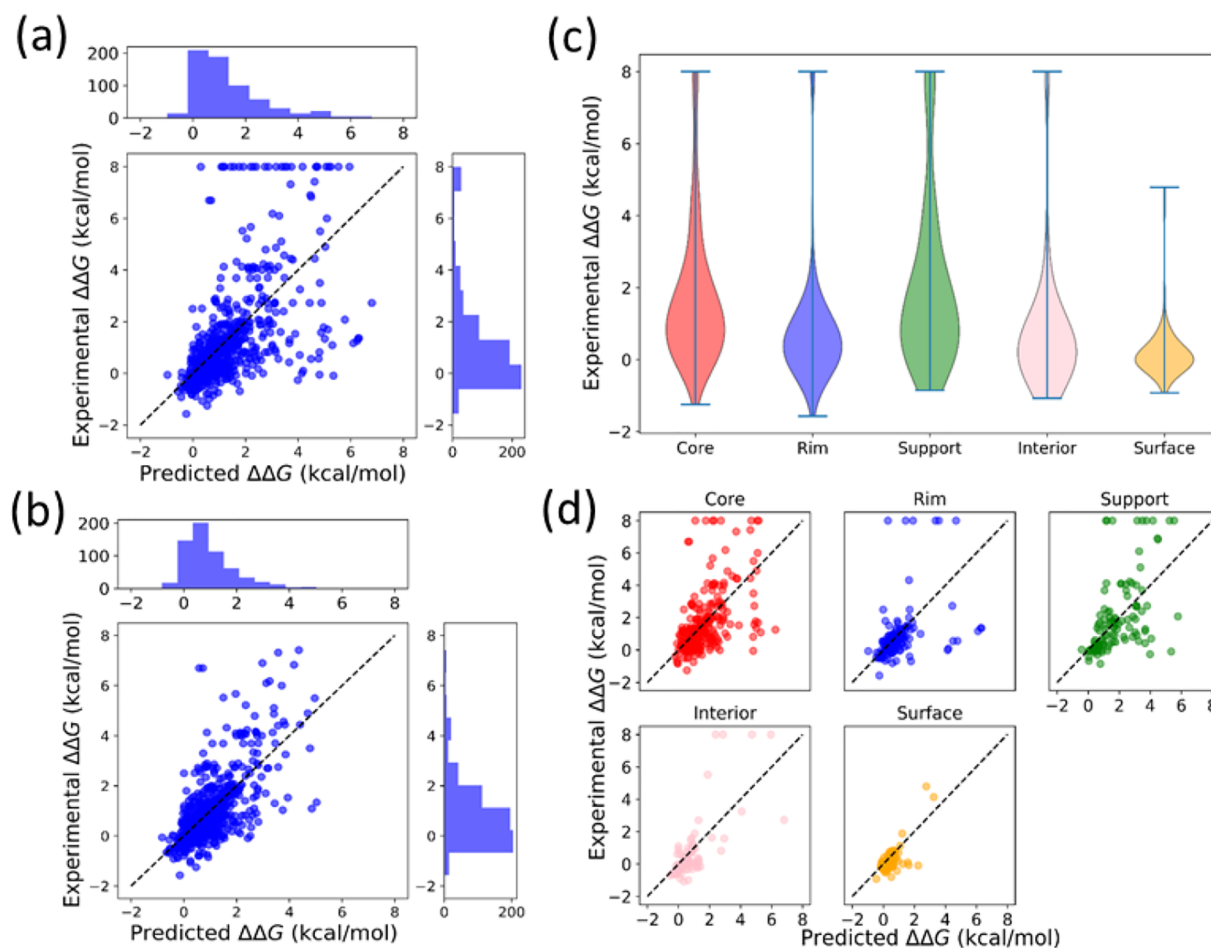 (a)
200
100
0
−2 0 2 4 6 8
8
6
4
2
0
−2
Experimental ΔΔG (kcal/mol)
−2 0 2 4 6 8
Predicted ΔΔG (kcal/mol)
8
6
4
2
0
−2
0 100 200
(b)
200
100
0
−2 0 2 4 6 8
8
6
4
2
0
−2
Experimental ΔΔG (kcal/mol)
−2 0 2 4 6 8
Predicted ΔΔG (kcal/mol)
8
6
4
2
0
−2
0 100 200
(c)
8
6
4
2
0
−2
Experimental ΔΔG (kcal/mol)
Core Rim Support Interior Surface
(d)
Core Rim Support
8
6
4
2
0
−2
−2 0 2 4 6 8
Experimental ΔΔG (kcal/mol)
Interior Surface
8
6
4
2
0
−2
−2 0 2 4 6 8 −2 0 2 4 6 8
Predicted ΔΔG (kcal/mol)